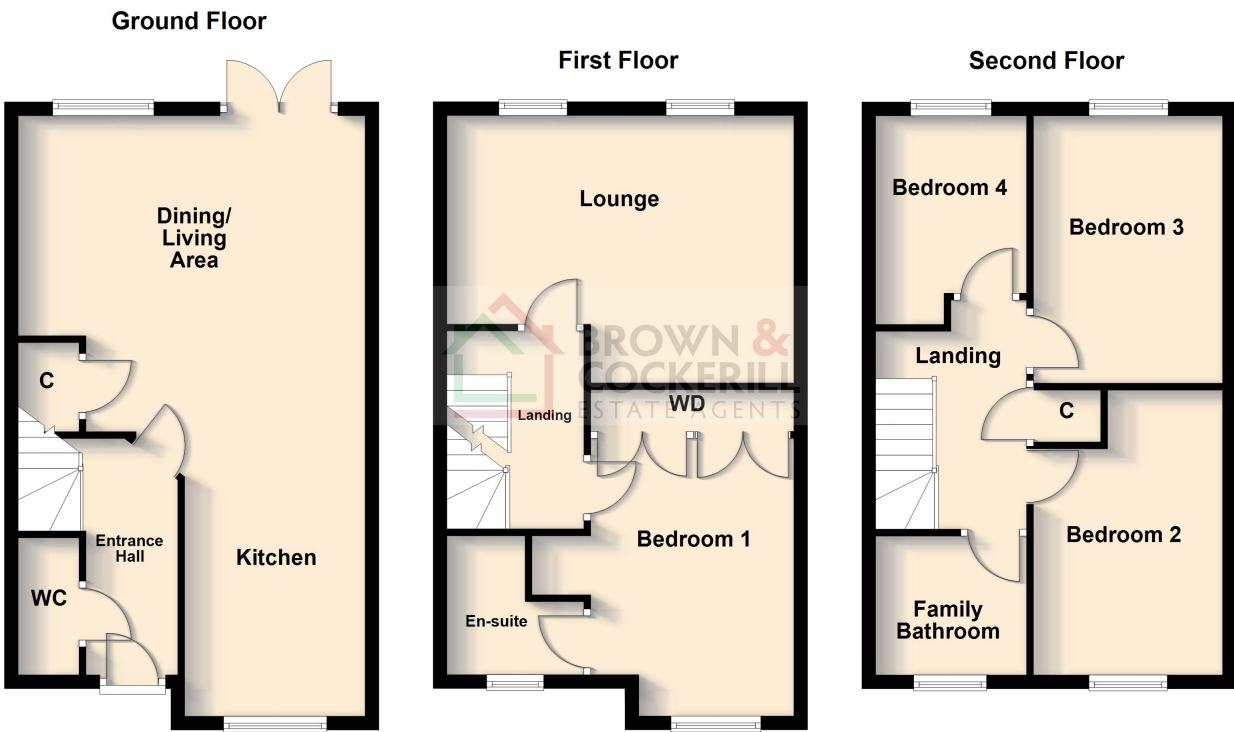 Ground Floor
Dining/
Living
Area
C
Entrance
Hall
WC
Kitchen
First Floor
Lounge
BROWN &
COCKERILL
ESTATE AGENTS
WD
Landing
Bedroom 1
En-suite
Second Floor
Bedroom 4
Bedroom 3
Landing
C
Bedroom 2
Family
Bathroom